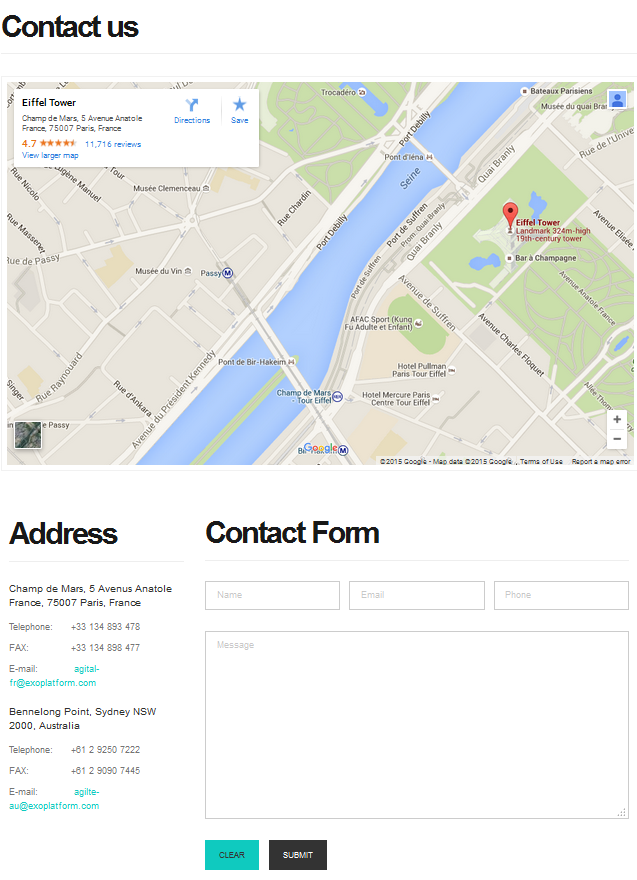 Contact us
Eiffel Tower
Champ de Mars, 5 Avenue Anatole
France, 75007 Paris, France
4.7
11,716 reviews
View larger map
Directions
Save
Trocadéro
Bateaux Parisiens
Musée du quai Bran
Rue de l'Univer
Port Debilly
Pont d'Iéna
Quai Branly
Seine
Rue Nicolo
Rue Eugène Manuel
Tour
Musée Clemenceau
Rue Chardin
Port Debilly
Port de Suffren
Prom. Quai Branly
Quai Branly
Eiffel Tower
Landmark 324m-high
19th-century tower
Avenue Elisée
Rue Masseney
Rue de Passy
Musée du Vin
Passy
Port de Suffren
Bar à Champagne
Avenue Anatole France
Avenue de Suffren
AFAC Sport (Kung
Fu Adulte et Enfant)
Avenue Charles Floquet
Pont de Bir-Hakeim
Hotel Pullman
Paris Tour Eiffel
Singer
Rue Raynouard
Rue d'Ankara
Avenue du Président Kennedy
Champ de Mars
- Tour Eiffel
Hotel Mercure Paris
Centre Tour Eiffel
Allée Thomy
de Passy
Google
©2015 Google - Map data ©2015 Google
Terms of Use
Report a map error
Address
Contact Form
Champ de Mars, 5 Avenus Anatole
France, 75007 Paris, France
Telephone: +33 134 893 478
FAX: +33 134 898 477
E-mail: agital-
fr@exoplatform.com
Bennelong Point, Sydney NSW
2000, Australia
Telephone: +61 2 9250 7222
FAX: +61 2 9090 7445
E-mail: agilte-
au@exoplatform.com
Name
Email
Phone
Message
CLEAR
SUBMIT